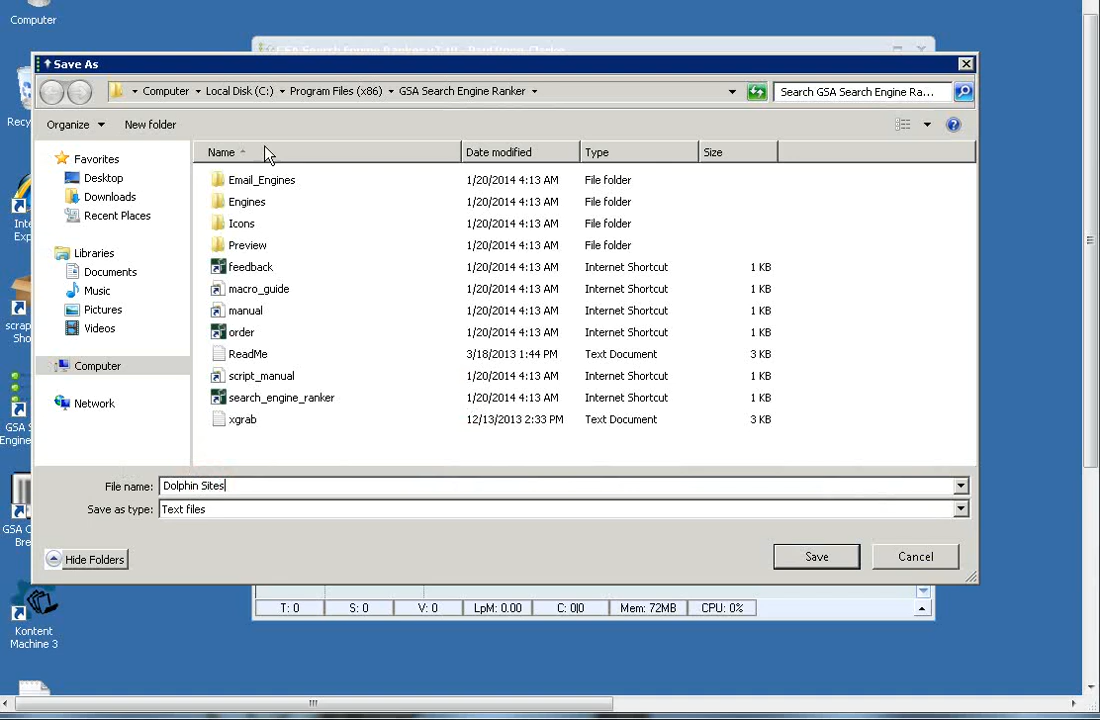 Computer
Save As
Computer Local Disk (C:) Program Files (x86) GSA Search Engine Ranker
Search GSA Search Engine Ra...
Organize New folder
Name Date modified Type Size
Favorites
Desktop
Downloads
Recent Places
Libraries
Documents
Music
Pictures
Videos
Computer
Network
Email_Engines 1/20/2014 4:13 AM File folder
Engines 1/20/2014 4:13 AM File folder
Icons 1/20/2014 4:13 AM File folder
Preview 1/20/2014 4:13 AM File folder
feedback 1/20/2014 4:13 AM Internet Shortcut 1 KB
macro_guide 1/20/2014 4:13 AM Internet Shortcut 1 KB
manual 1/20/2014 4:13 AM Internet Shortcut 1 KB
order 1/20/2014 4:13 AM Internet Shortcut 1 KB
ReadMe 3/18/2013 1:44 PM Text Document 3 KB
script_manual 1/20/2014 4:13 AM Internet Shortcut 1 KB
search_engine_ranker 1/20/2014 4:13 AM Internet Shortcut 1 KB
xgrab 12/13/2013 2:33 PM Text Document 3 KB
File name: Dolphin Sites
Save as type: Text files
Hide Folders
Save Cancel
Recy
Inte
Exp
scrap
Sho
GSA S
Engine
GSA C
Bre
Kontent
Machine 3
T: 0 S: 0 V: 0 LpM: 0.00 C: 0|0 Mem: 72MB CPU: 0%